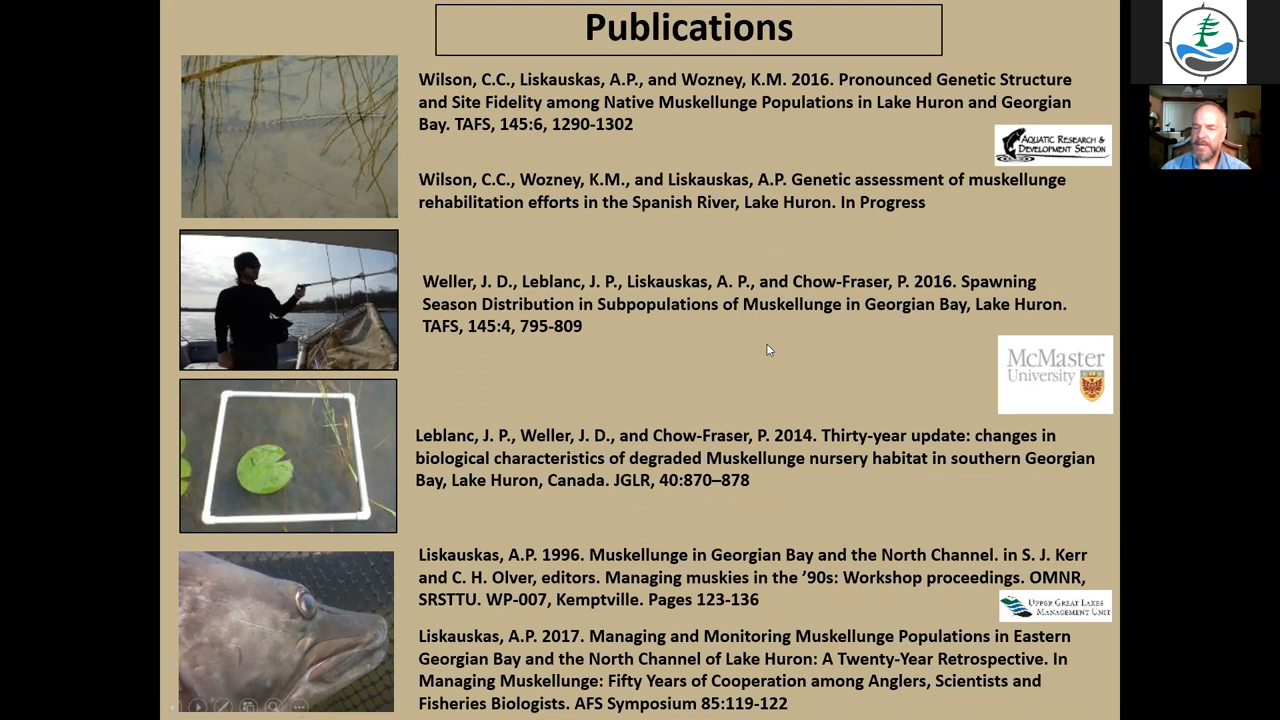 Publications
Wilson, C.C., Liskauskas, A.P., and Wozney, K.M. 2016. Pronounced Genetic Structure
and Site Fidelity among Native Muskellunge Populations in Lake Huron and Georgian
Bay. TAFS, 145:6, 1290-1302
AQUATIC RESEARCH &
DEVELOPMENT SECTION
Wilson, C.C., Wozney, K.M., and Liskauskas, A.P. Genetic assessment of muskellunge
rehabilitation efforts in the Spanish River, Lake Huron. In Progress
Weller, J. D., Leblanc, J. P., Liskauskas, A. P., and Chow-Fraser, P. 2016. Spawning
Season Distribution in Subpopulations of Muskellunge in Georgian Bay, Lake Huron.
TAFS, 145:4, 795-809
McMaster
University
Leblanc, J. P., Weller, J. D., and Chow-Fraser, P. 2014. Thirty-year update: changes in
biological characteristics of degraded Muskellunge nursery habitat in southern Georgian
Bay, Lake Huron, Canada. JGLR, 40:870–878
Liskauskas, A.P. 1996. Muskellunge in Georgian Bay and the North Channel. in S. J. Kerr
and C. H. Olver, editors. Managing muskies in the ’90s: Workshop proceedings. OMNR,
SRSTTU. WP-007, Kemptville. Pages 123-136
UPPER GREAT LAKES
MANAGEMENT UNIT
Liskauskas, A.P. 2017. Managing and Monitoring Muskellunge Populations in Eastern
Georgian Bay and the North Channel of Lake Huron: A Twenty-Year Retrospective. In
Managing Muskellunge: Fifty Years of Cooperation among Anglers, Scientists and
Fisheries Biologists. AFS Symposium 85:119-122